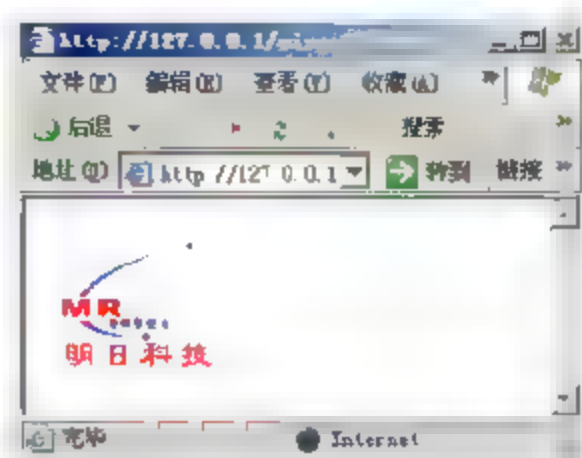 http://127.0.0.1/
文件(F) 编辑(E) 查看(V) 收藏(A) »
后退 搜索 »
地址(D) http://127.0.0.1 转到 链接 »
MR
明日科技
完毕 Internet